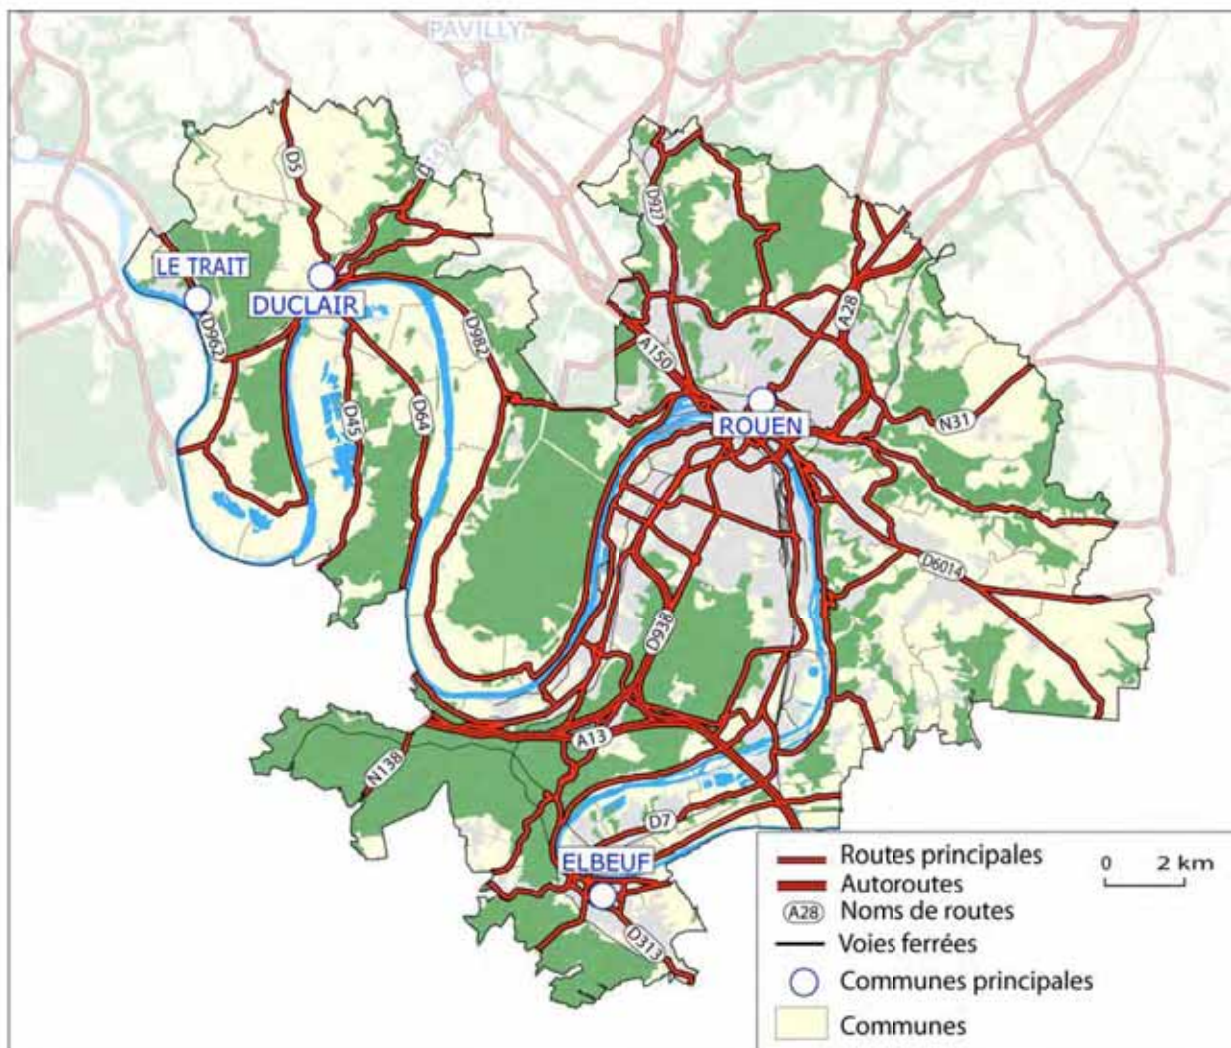 PAVILLY
D5
D927
LE TRAIT
DUCLAIR
D962
D982
A28
A150
D45
D64
ROUEN
N31
D6014
D938
A13
N138
D7
ELBEUF
D313
Routes principales
Autoroutes
A28 Noms de routes
Voies ferrées
Communes principales
Communes
0 2 km